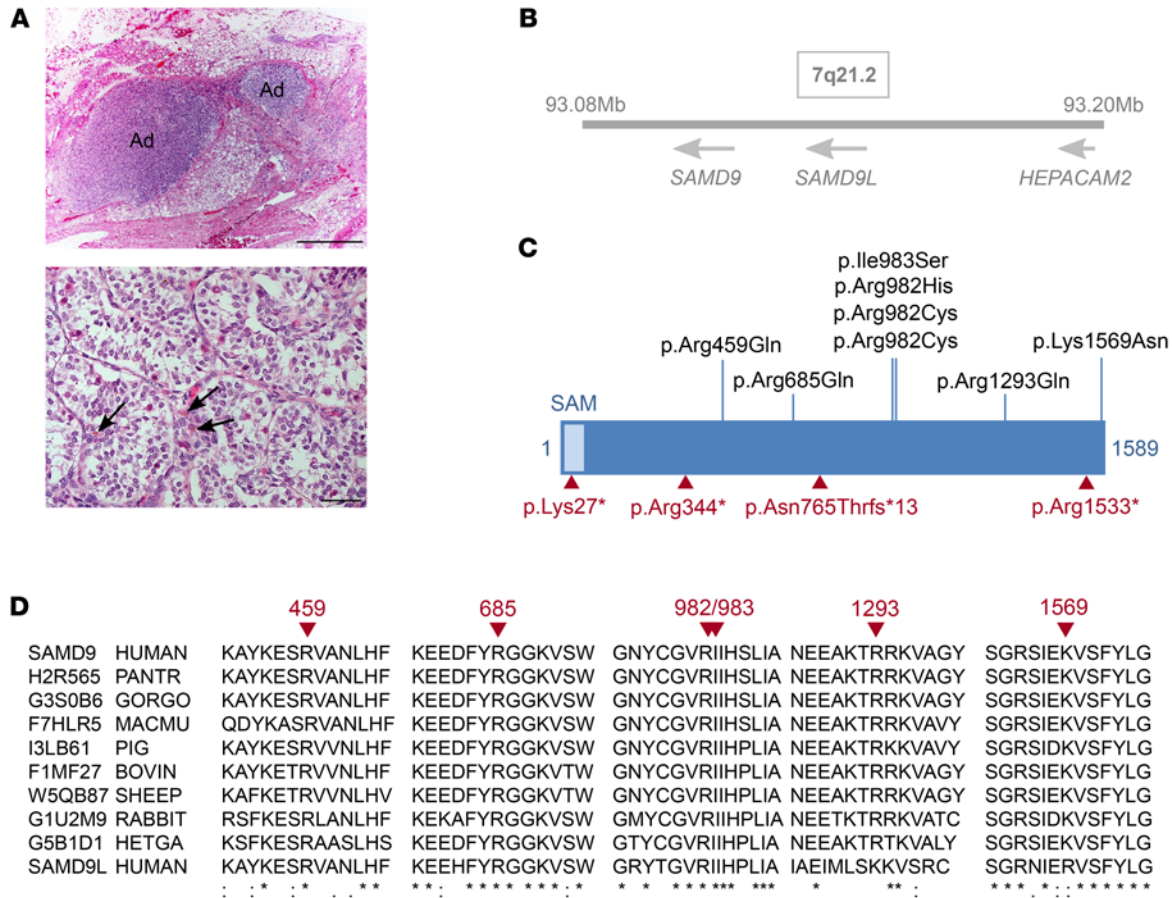 A
Ad
Ad
B
7q21.2
93.08Mb 93.20Mb
SAMD9 SAMD9L HEPACAM2
C
p.Ile983Ser
p.Arg982His
p.Arg982Cys
p.Arg982Cys
p.Arg459Gln p.Lys1569Asn
p.Arg685Gln p.Arg1293Gln
SAM
1 1589
p.Lys27* p.Arg344* p.Asn765Thrfs*13 p.Arg1533*
D
459 685 982/983 1293 1569
SAMD9 HUMAN KAYKESRVANLHF KEEDFYRGGKVSW GNYCGVRIIHSLIA NEEAKTRRKVAGY SGRSIEKVSFYLG
H2R565 PANTR KAYKESRVANLHF KEEDFYRGGKVSW GNYCGVRIIHSLIA NEEAKTRRKVAGY SGRSIEKVSFYLG
G3S0B6 GORGO KAYKESRVANLHF KEEDFYRGGKVSW GNYCGVRIIHSLIA NEEAKTRRKVAGY SGRSIEKVSFYLG
F7HLR5 MACMU QDYKASRVANLHF KEEDFYRGGKVSW GNYCGVRIIHPLIA NEEAKTRRKVAVY SGRSIEKVSFYLG
I3LB61 PIG KAYKESRVVNLHF KEEDFYRGGKVSW GNYCGVRIIHPLIA NEEAKTRKKVAVY SGRSIDKVSFYLG
F1MF27 BOVIN KAYKETRVVNLHF KEEDFYRGGKVTW GNYCGVRIIHPLIA NEEAKTRRKVAGY SGRSIDKVSFYLG
W5QB87 SHEEP KAFKETRVVNLHV KEEDFYRGGKVTW GNYCGVRIIHPLIA NEEAKTRRKVAGY SGRSIDKVSFYLG
G1U2M9 RABBIT RSFKESRLANLHF KEKAFYRGGKVSW GMYCGVRIIHPLIA NEETKTRRKVATC SGRSIDKVSFYLG
G5B1D1 HETGA KSFKESRAASLHS KEEDFYRGGKVSW GTYCGVRIIHPLIA NEEAKTRTKVALY SGRSIDKVSFYLG
SAMD9L HUMAN KAYKESRVANLHF KEEHFYRGGKVSW GRYTGVRIIHPLIA IAEIMLSKKVSRC SGRNIERVSFYLG
: : * : * . . * * * * : * * * * * * * : * * * * * * * * * * * * * * * : * * * * . : : * * * * * *